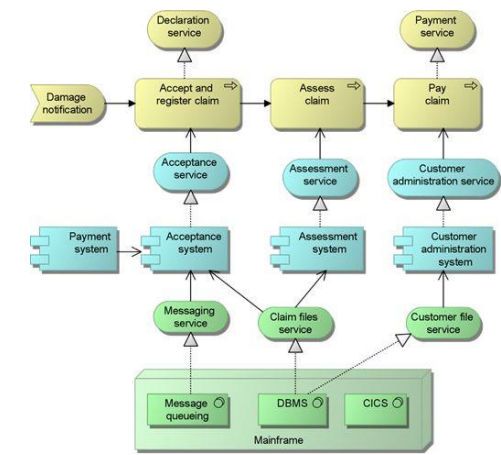 Declaration
service
Payment
service
Damage
notification
Accept and
register claim
Assess
claim
Pay
claim
Acceptance
service
Assessment
service
Customer
administration service
Payment
system
Acceptance
system
Assessment
system
Customer
administration
system
Messaging
service
Claim files
service
Customer file
service
Message
queueing
DBMS
CICS
Mainframe